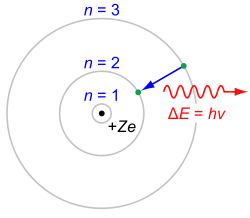 n = 3
n = 2
n = 1
+Ze
ΔE = hν